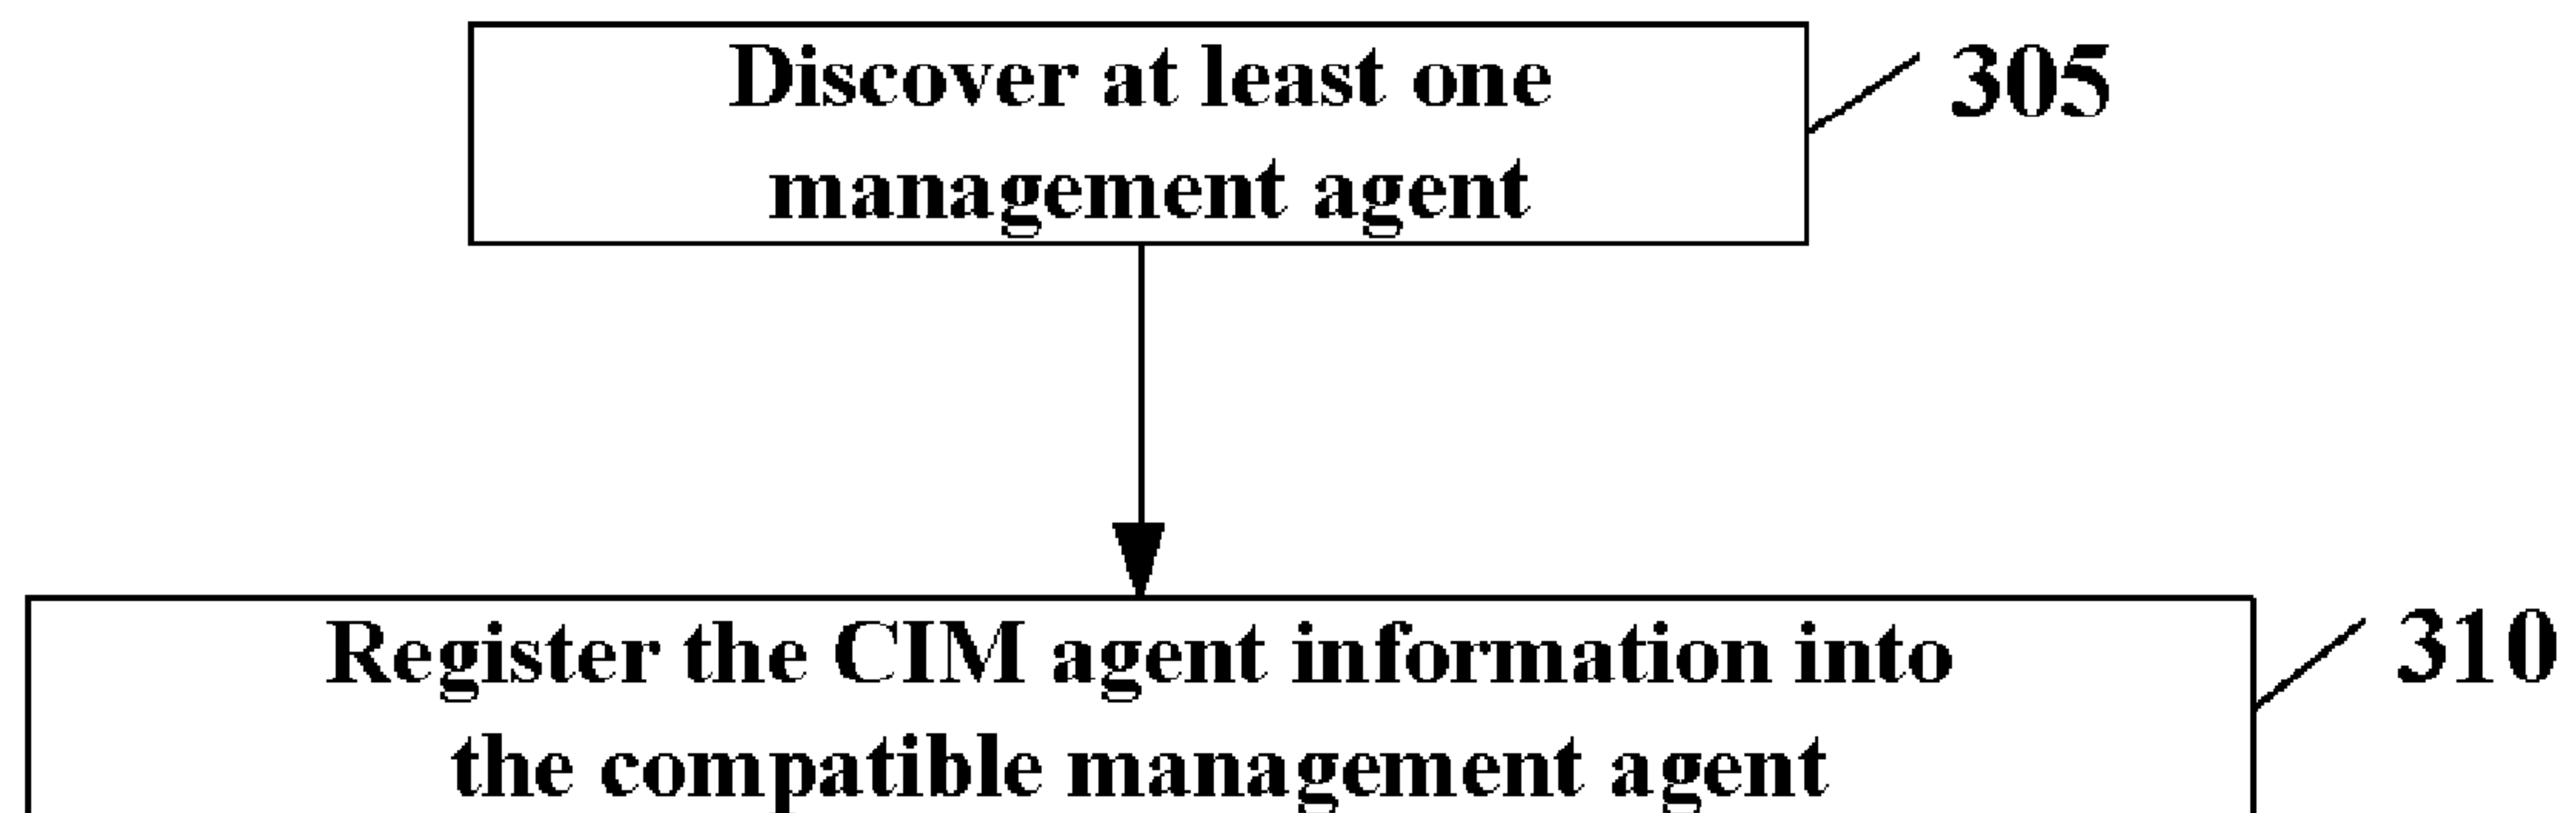 Discover at least one
management agent
305
Register the CIM agent information into
the compatible management agent
310